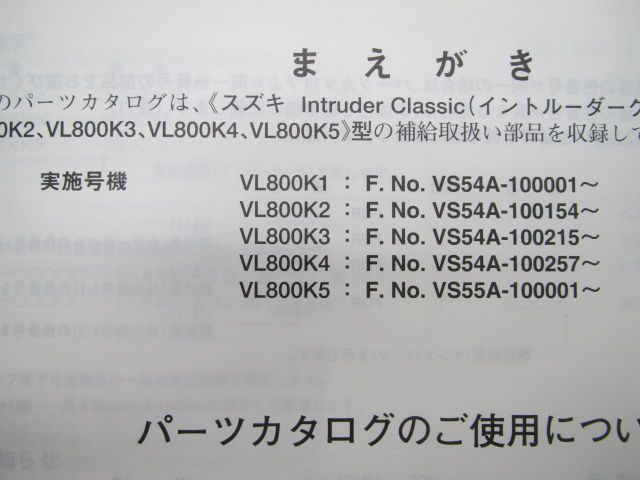 まえがき
のパーツカタログは、《スズキ Intruder Classic（イントルーダーク
0K2、VL800K3、VL800K4、VL800K5》型の補給取扱い部品を収録して
実施号機 VL800K1 : F. No. VS54A-100001〜
VL800K2 : F. No. VS54A-100154〜
VL800K3 : F. No. VS54A-100215〜
VL800K4 : F. No. VS54A-100257〜
VL800K5 : F. No. VS55A-100001〜
パーツカタログのご使用につい